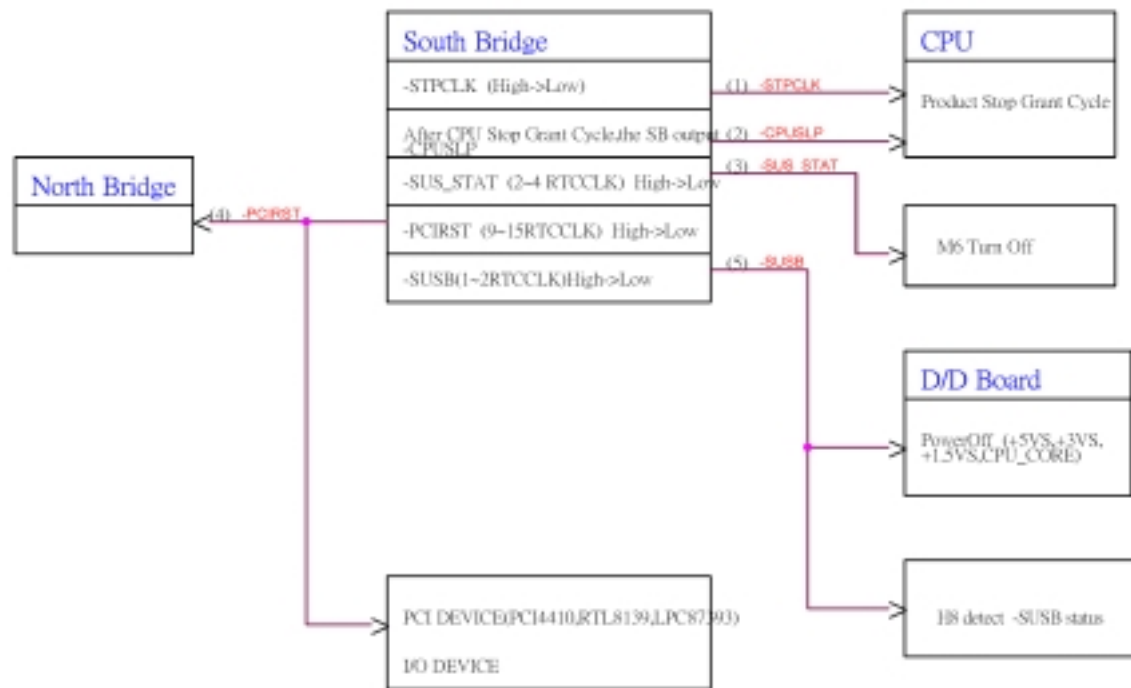 South Bridge
-STPCLK (High->Low)
After CPU Stop Grant Cycle,the SB output
-CPUSLP
-SUS_STAT (2~4 RTCCLK) High->Low
-PCIRST (9~15RTCCLK) High->Low
-SUSB(1~2RTCCLK)High->Low
(1) -STPCLK
(2) -CPUSLP
(3) -SUS STAT
(5) -SUSB
CPU
Product Stop Grant Cycle
M6 Turn Off
North Bridge
(4) -PCIRST
D/D Board
PowerOff (+5VS,+3VS,
+1.5VS,CPU_CORE)
PCI DEVICE(PCI4410,RTL8139,LPC87393)
I/O DEVICE
H8 detect -SUSB status